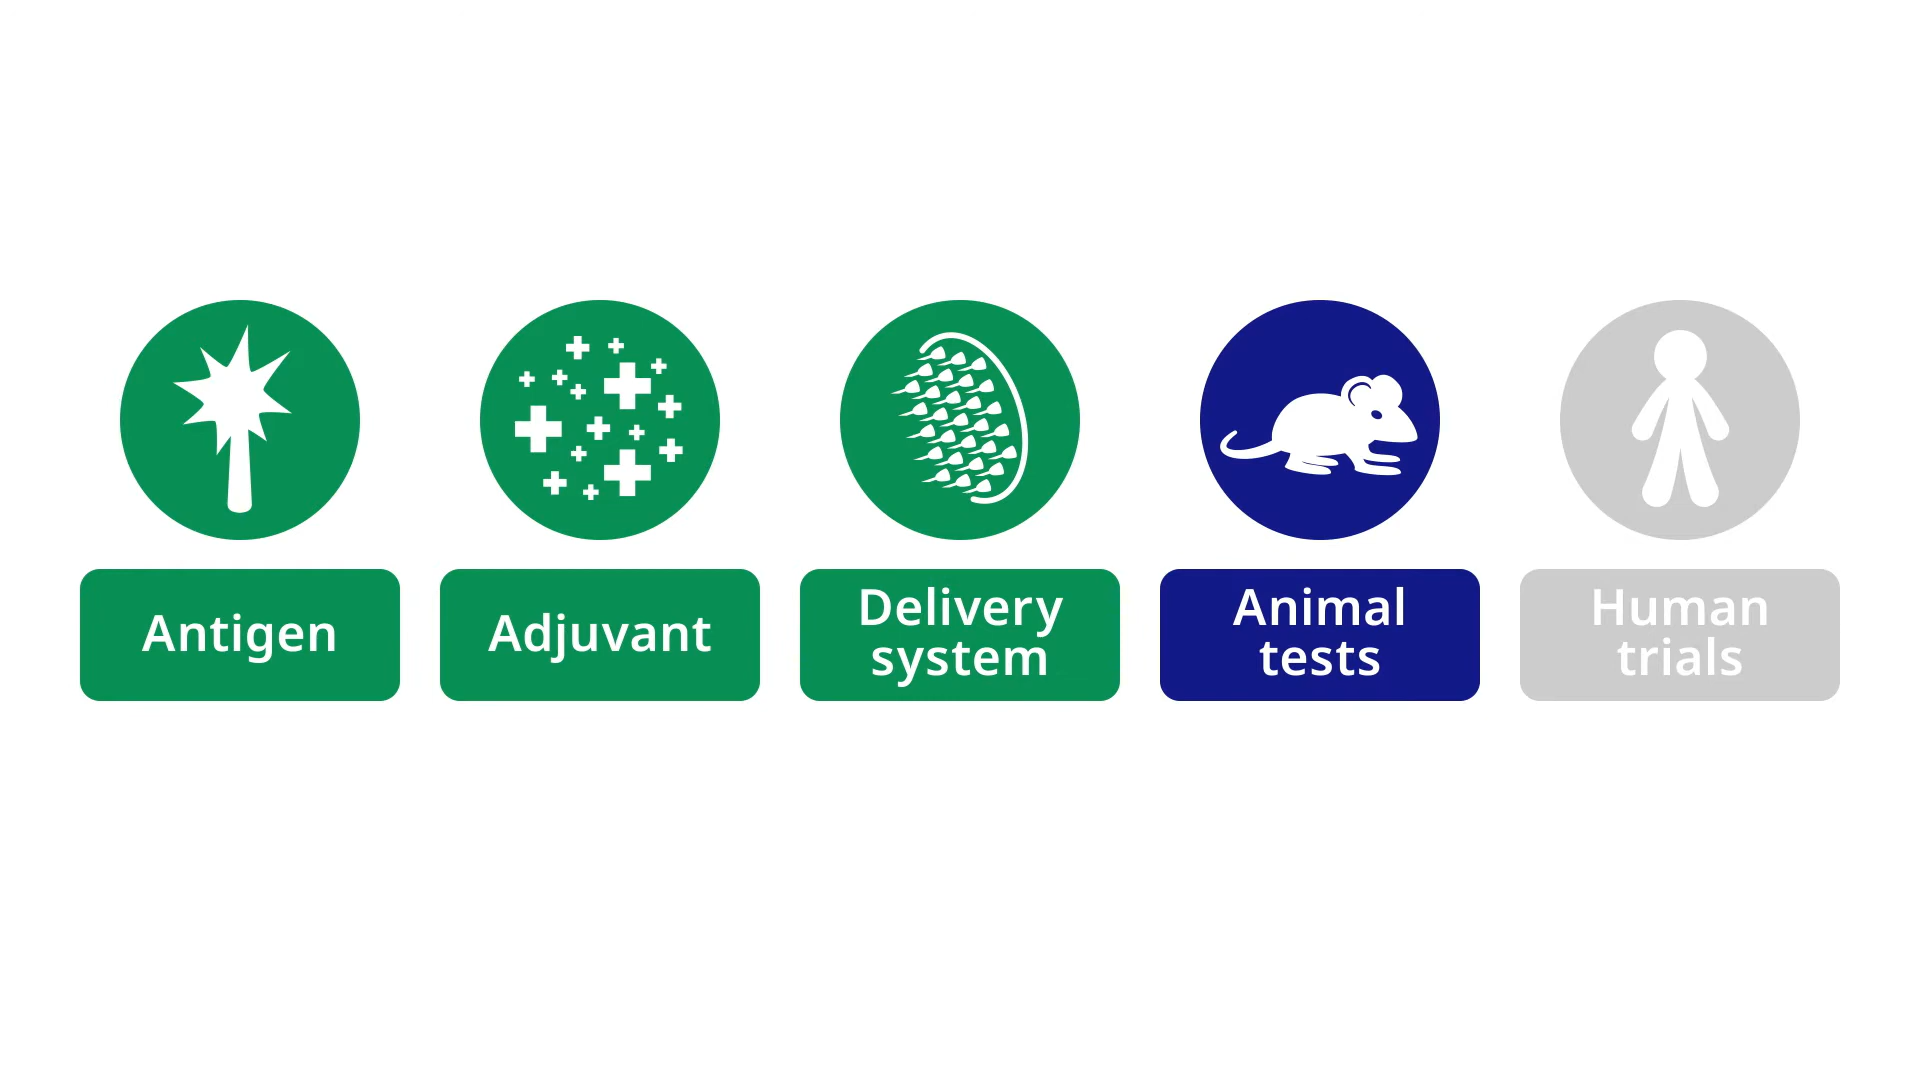 Antigen
Adjuvant
Delivery
system
Animal
tests
Human
trials